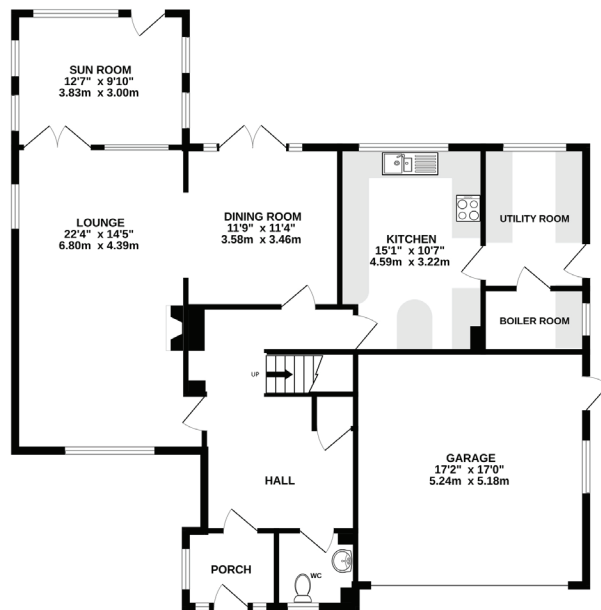 SUN ROOM
12'7" x 9'10"
3.83m x 3.00m
LOUNGE
22'4" x 14'5"
6.80m x 4.39m
DINING ROOM
11'9" x 11'4"
3.58m x 3.46m
KITCHEN
15'1" x 10'7"
4.59m x 3.22m
UTILITY ROOM
BOILER ROOM
UP
HALL
GARAGE
17'2" x 17'0"
5.24m x 5.18m
PORCH
WC